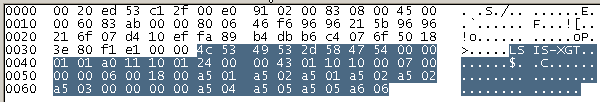 0000 00 20 ed 53 c1 2f 00 e0 91 02 00 83 08 00 45 00 . .S./.. ......E.
0010 00 60 83 ab 00 00 80 06 46 f6 96 96 21 5b 96 96 .`...... F...![..
0020 21 6f 07 d4 10 ef fa 89 b4 db b6 c4 07 6f 50 18 !o...... .....oP.
0030 3e 80 f1 e1 00 00 4c 53 49 53 2d 58 47 54 00 00 >.....LS IS-XGT..
0040 01 01 a0 11 10 01 24 00 00 43 01 10 10 00 07 00 ......$. .C......
0050 00 00 06 00 18 00 a5 01 a5 01 a5 02 a5 02 a5 02 ........ ........
0060 a5 03 00 00 00 00 a5 04 a5 05 a5 05 a6 06 ........ ......